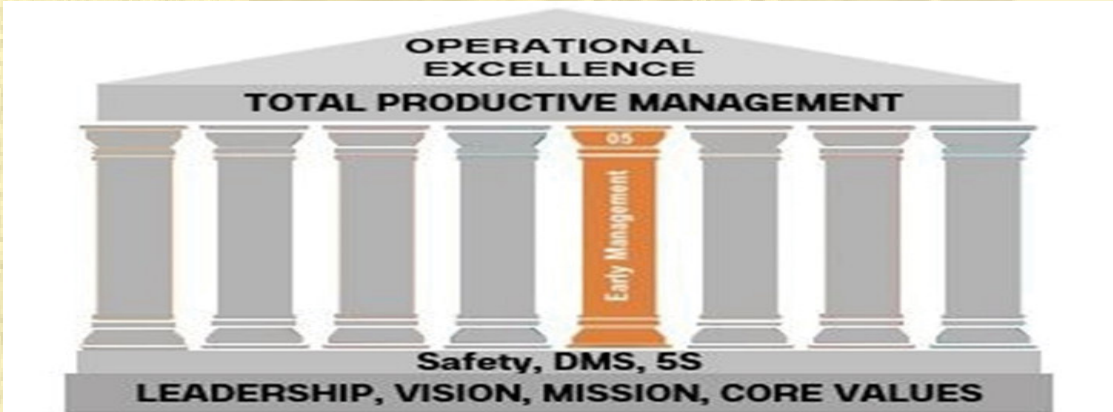 OPERATIONAL
EXCELLENCE
TOTAL PRODUCTIVE MANAGEMENT
05
Early Management
Safety, DMS, 5S
LEADERSHIP, VISION, MISSION, CORE VALUES